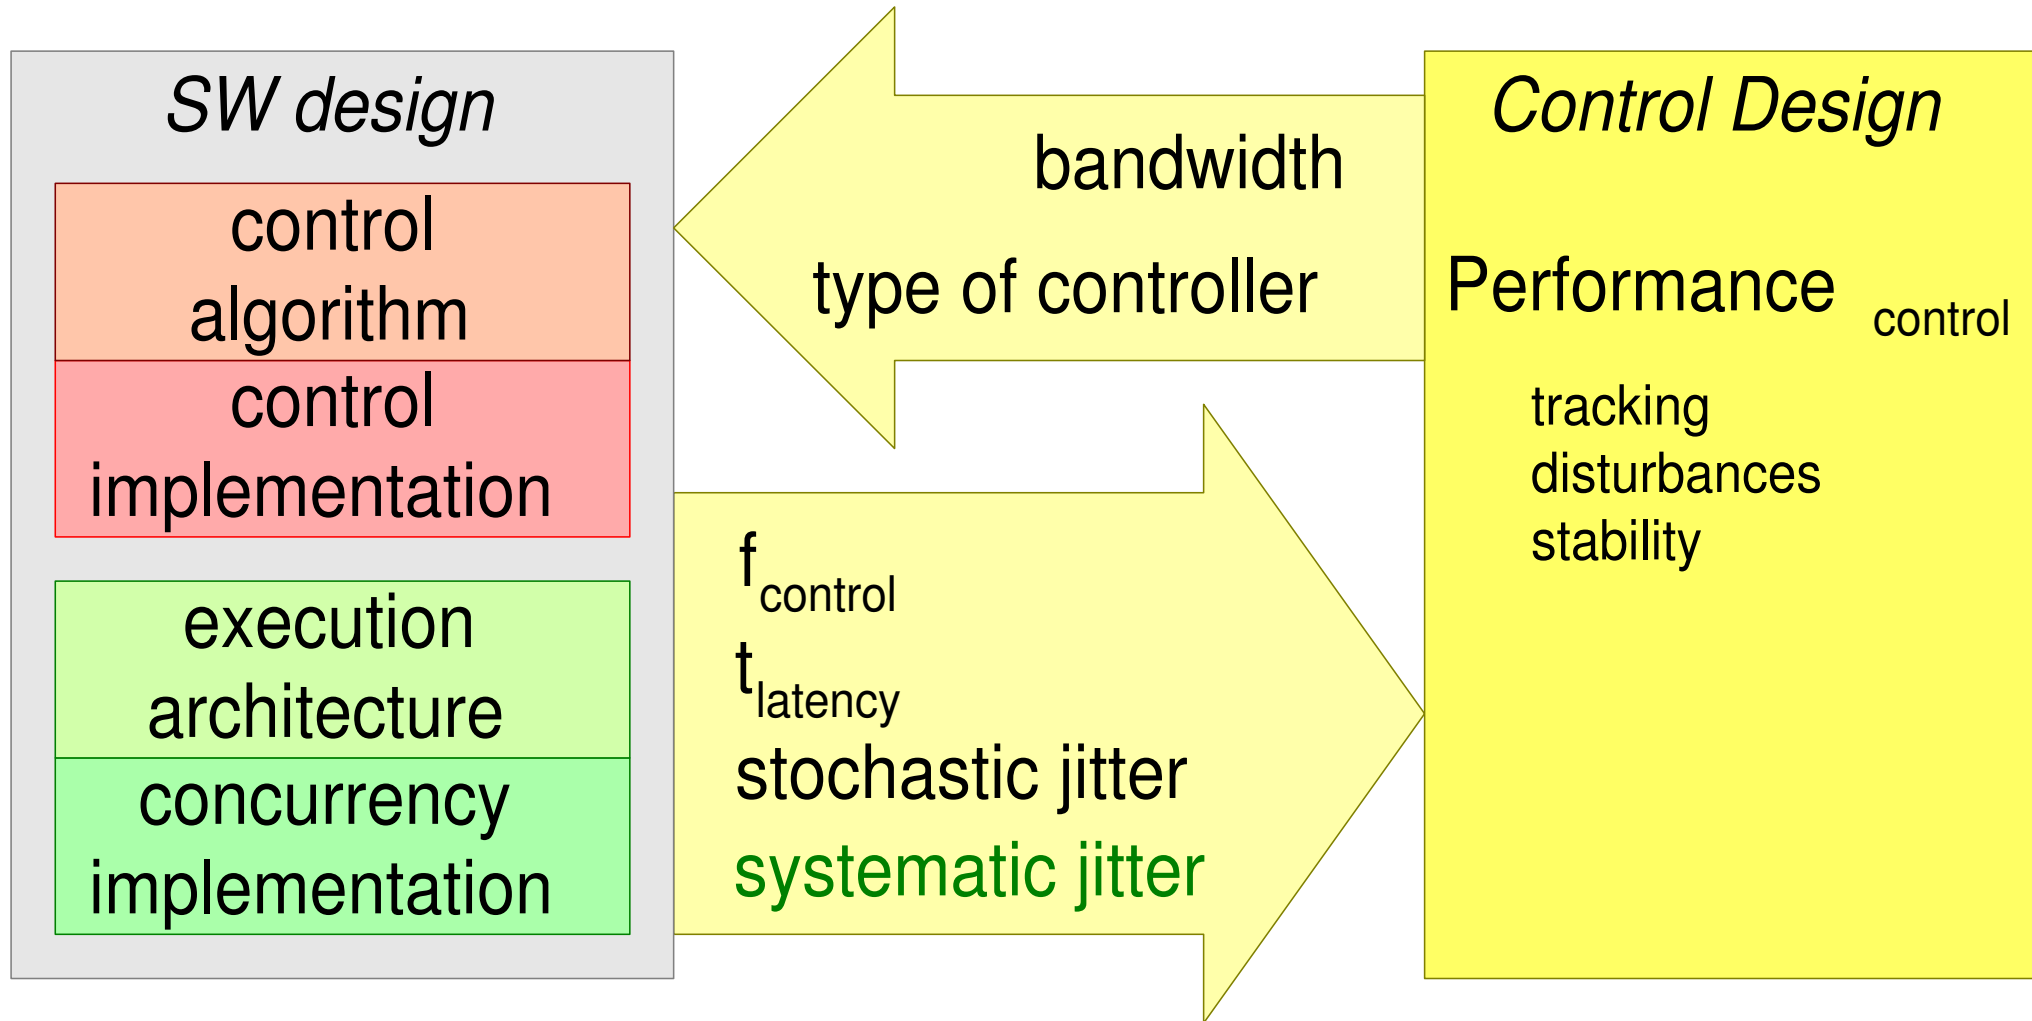 SW design
control
algorithm
control
implementation
execution
architecture
concurrency
implementation
bandwidth
type of controller
f control
t latency
stochastic jitter
systematic jitter
Control Design
Performance control
tracking
disturbances
stability